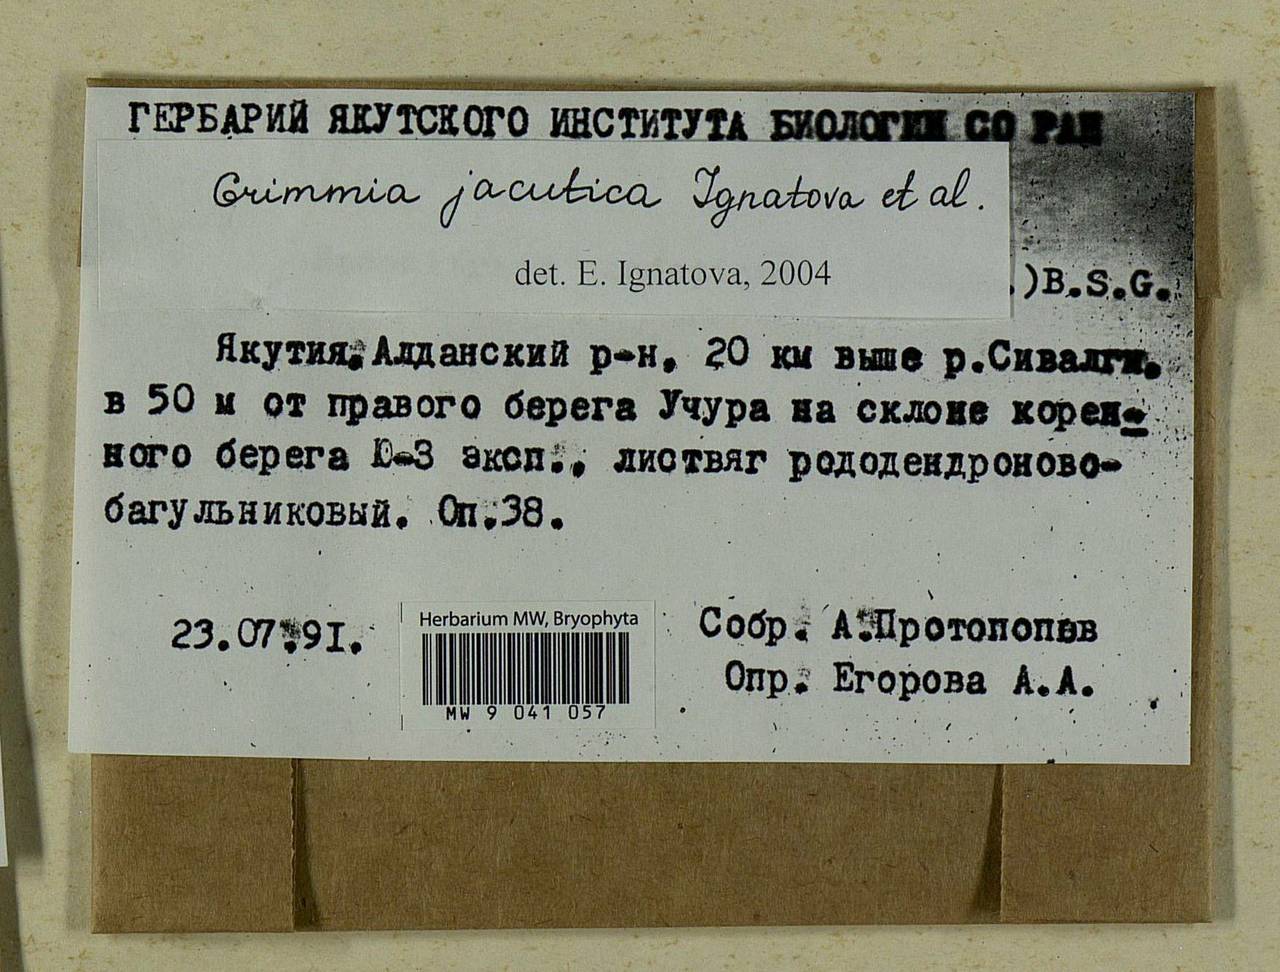 ГЕРБАРИЙ ЯКУТСКОГО ИНСТИТУТА БИОЛОГИИ СО РАН
Grimmia jacutica Ignatova et al.
det. E. Ignatova, 2004
.)B.S.G.
Якутия. Алданский р-н, 20 км выше р.Сивалги,
в 50 м от правого берега Учура на склоне корен-
ного берега Ю-З эксп., листвяг рододендроново-
багульниковый. Оп.38.
23.07.91.
Herbarium MW, Bryophyta
MW 9 041 057
Собр. А.Протопопов
Опр. Егорова А.А.